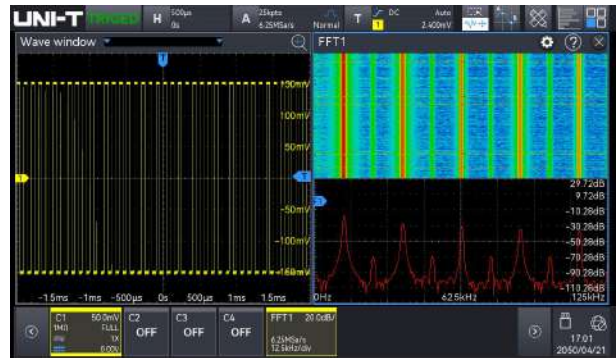 UNI-T TRIGED H 500µs 0s A 25kpts 6.25MSa/s Normal T 1 DC Auto 2.400mV
Wave window
FFT1
150mV
100mV
50mV
-50mV
-100mV
-150mV
-1.5ms -1ms -500µs 0s 500µs 1ms 1.5ms
29.72dB
9.72dB
-10.28dB
-30.28dB
-50.28dB
-70.28dB
-90.28dB
-110.28dB
0Hz 62.5kHz 125kHz
C1 50.0mV/
1MΩ FULL
1X
0.00V
C2 OFF
C3 OFF
C4 OFF
FFT1 20.0dB/
6.25MSa/s
12.5kHz/div
17:01
2050/04/21